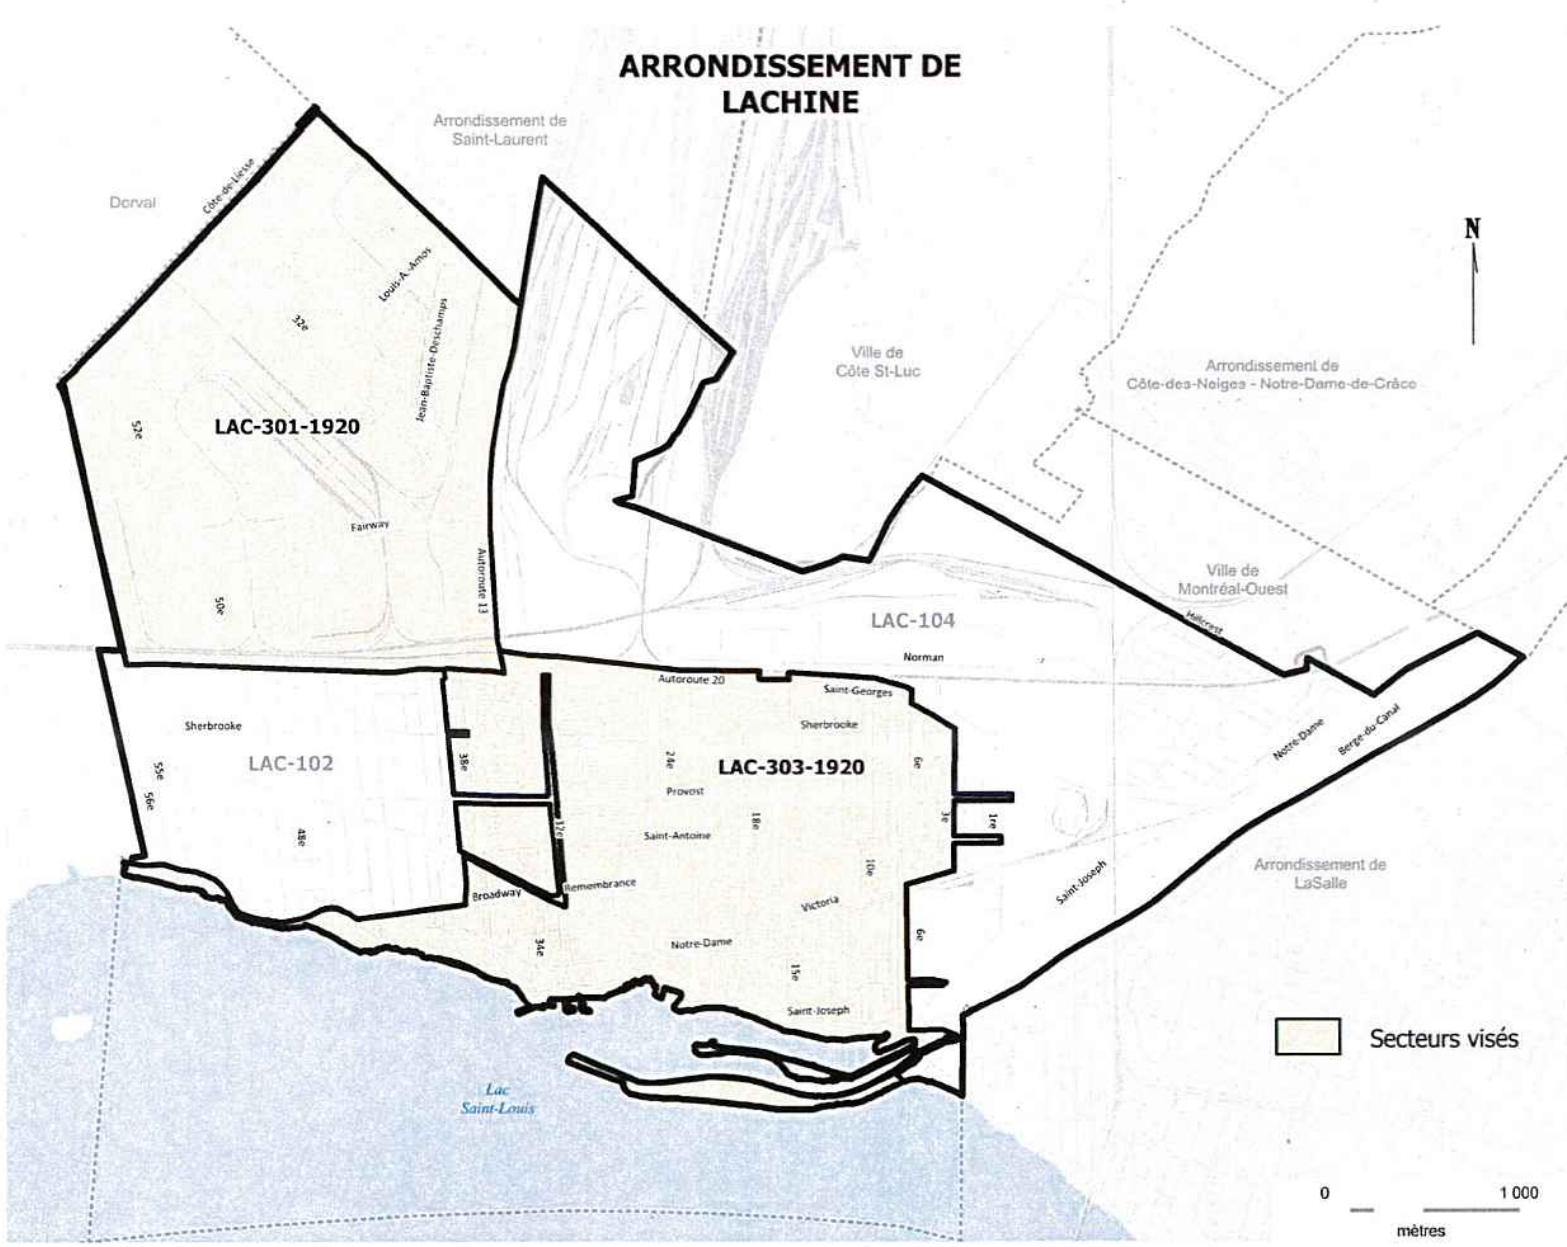 ARRONDISSEMENT DE
LACHINE
Arrondissement de
Saint-Laurent
Dorval
Côte-de-Liesse
N
Louis-A.-Amos
32e
Jean-Baptiste-Deschamps
Ville de
Côte St-Luc
Arrondissement de
Côte-des-Neiges - Notre-Dame-de-Grâce
52e
LAC-301-1920
Fairway
Autoroute 13
50e
Ville de
Montréal-Ouest
Hillcrest
LAC-104
Norman
Autoroute 20
Saint-Georges
Sherbrooke
Sherbrooke
Notre-Dame
Berge-du-Canal
LAC-102
38e
24e
LAC-303-1920
6e
55e
56e
Provost
48e
12e
Saint-Antoine
18e
3e
1re
10e
Arrondissement de
LaSalle
Saint-Joseph
Broadway
Remembrance
Victoria
34e
Notre-Dame
6e
15e
Saint-Joseph
Secteurs visés
Lac
Saint-Louis
0
1 000
mètres